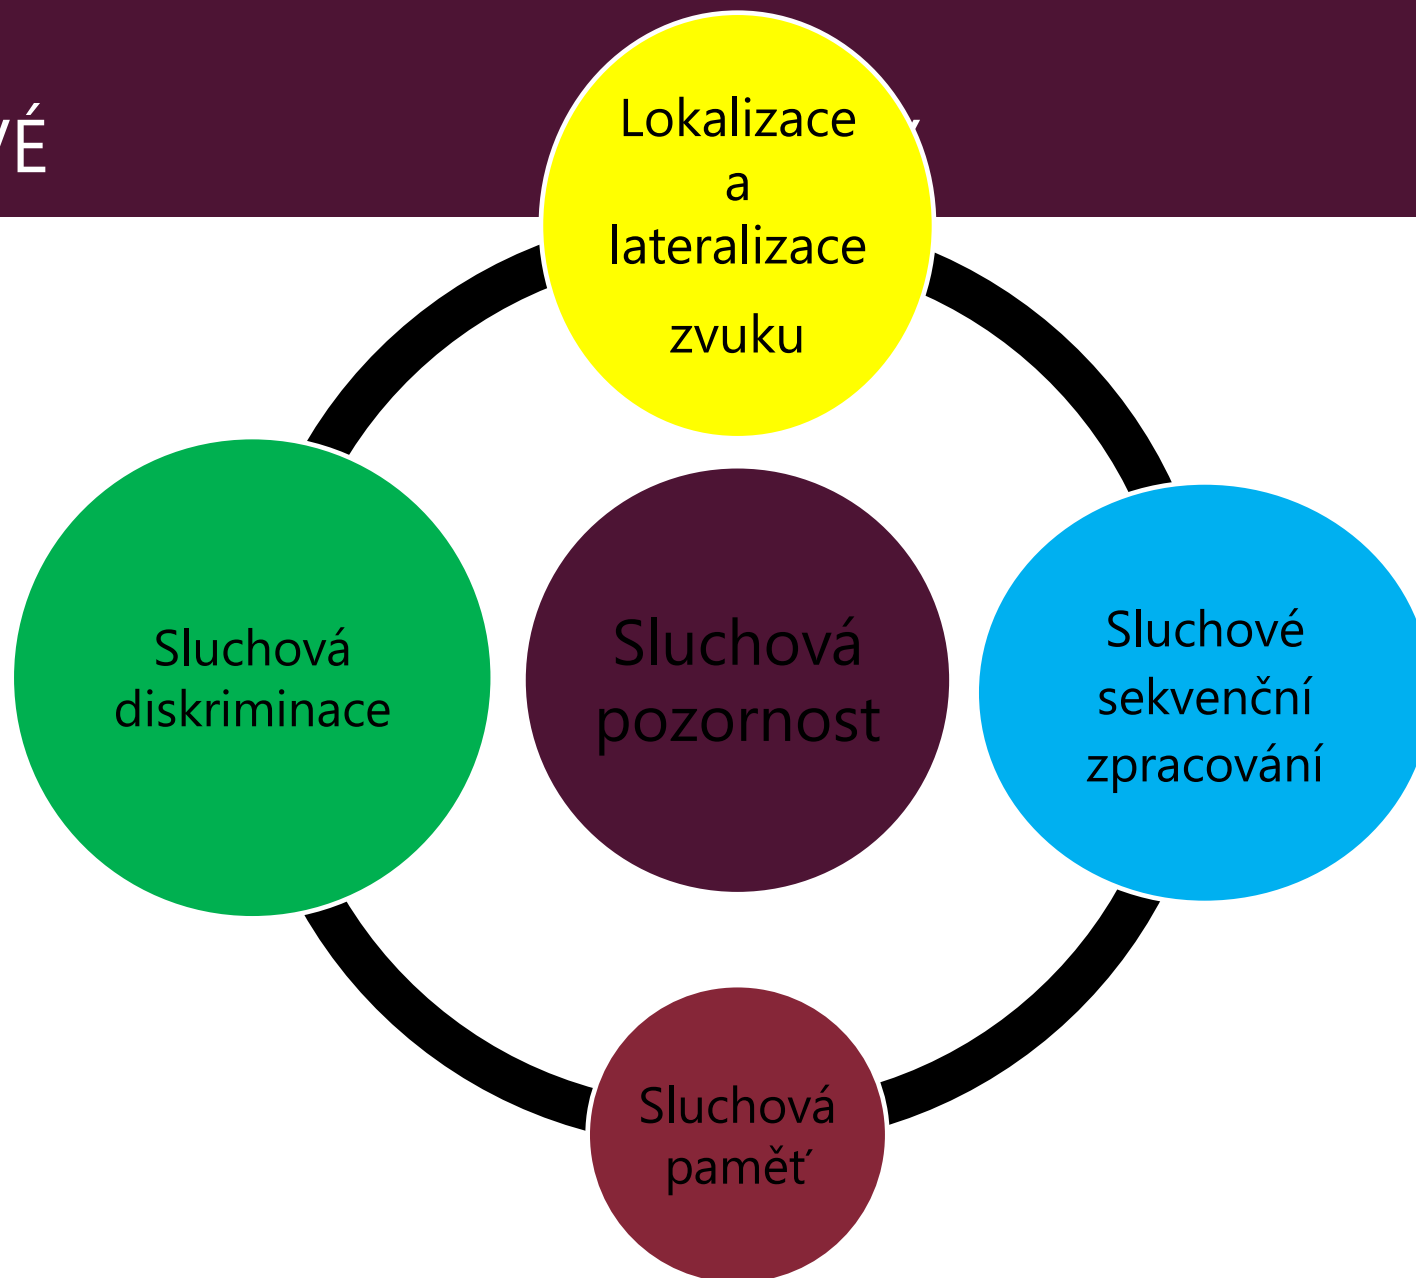 VÉ
Lokalizace
a
lateralizace
zvuku
Sluchová
diskriminace
Sluchová
pozornost
Sluchové
sekvenční
zpracování
Sluchová
paměť